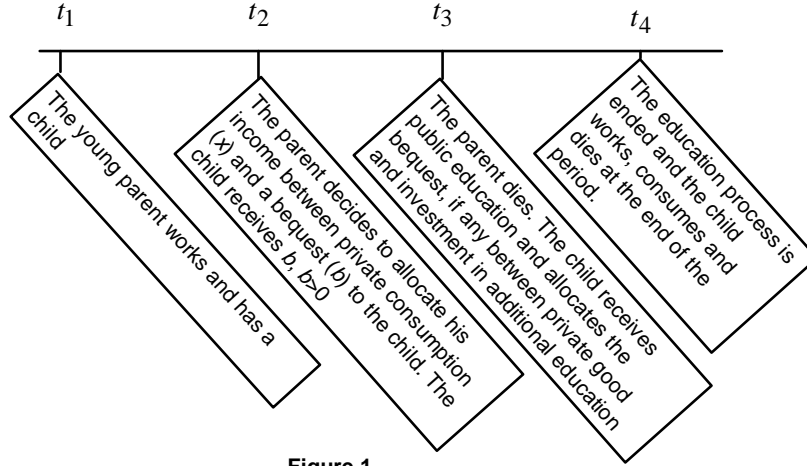 t1
t2
t3
t4
The young parent works and has a
child
The parent decides to allocate his
income between private consumption
(x) and a bequest (b) to the child. The
child receives b, b>0
The parent dies. The child receives
public education and allocates the
bequest, if any between private good
and investment in additional education
The education process is
ended and the child
works, consumes and
dies at the end of the
period.
Figure 1